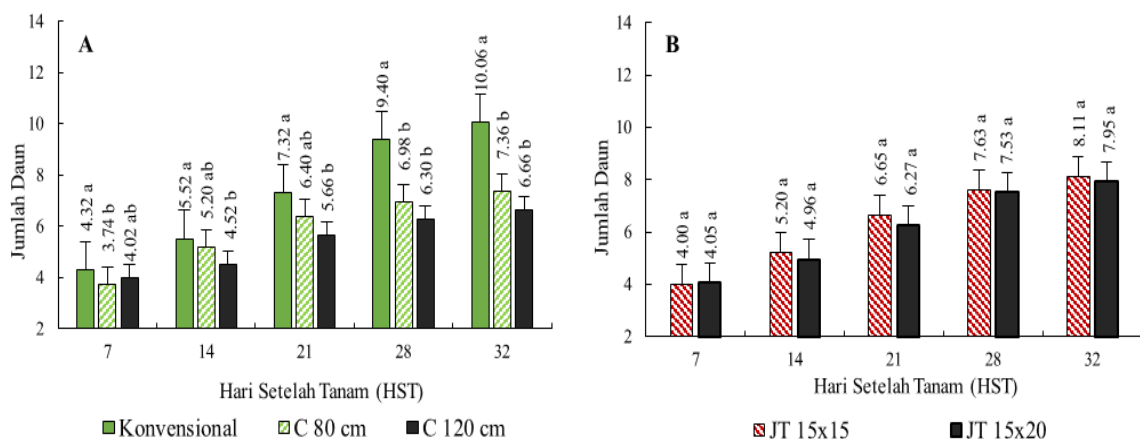 A
Jumlah Daun
14
12
10
8
6
4
2
4.32 a
3.74 b
4.02 ab
5.52 a
5.20 ab
4.52 b
7.32 a
6.40 ab
5.66 b
9.40 a
6.98 b
6.30 b
10.06 a
7.36 b
6.66 b
7 14 21 28 32
Hari Setelah Tanam (HST)
Konvensional C 80 cm C 120 cm
B
Jumlah Daun
14
12
10
8
6
4
2
4.00 a
4.05 a
5.20 a
4.96 a
6.65 a
6.27 a
7.63 a
7.53 a
8.11 a
7.95 a
7 14 21 28 32
Hari Setelah Tanam (HST)
JT 15x15 JT 15x20